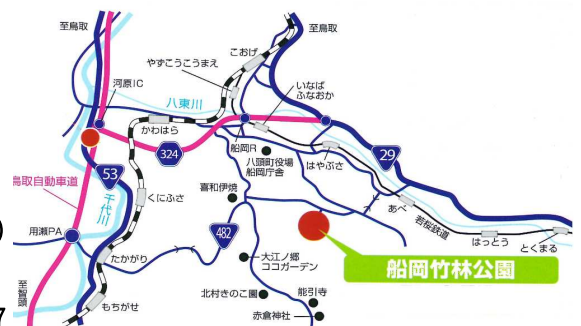 至鳥取
至鳥取
こおげ
やずこうこうまえ
河原IC
いなば
ふなおか
八東川
かわはら
324
船岡R
八頭町役場
船岡庁舎
はやぶさ
29
53
鳥取自動車道
千代川
くにふさ
喜和伊焼
あべ
若桜鉄道
用瀬PA
482
はっとう
とくまる
たかがり
大江ノ郷
ココガーデン
船岡竹林公園
至智頭
もちがせ
北村きのこ園
能引寺
赤倉神社